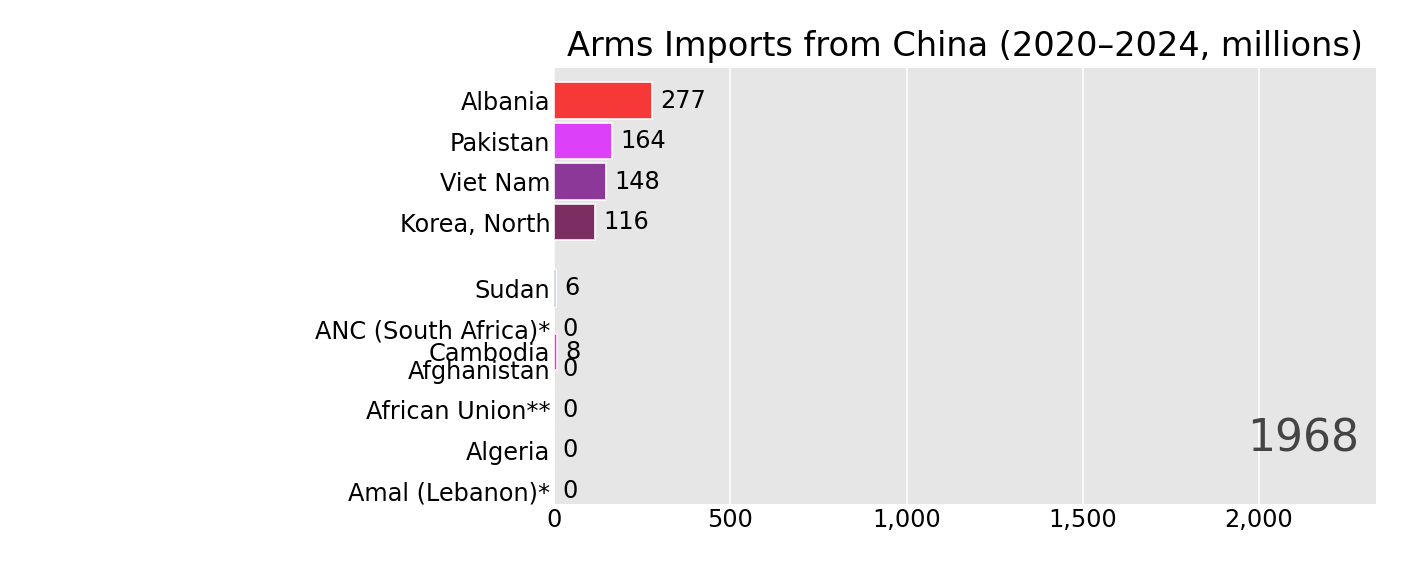 Arms Imports from China (2020–2024, millions)
Albania 277
Pakistan 164
Viet Nam 148
Korea, North 116
Sudan 6
ANC (South Africa)* 0
Cambodia 8
Afghanistan 0
African Union** 0
Algeria 0
1968
Amal (Lebanon)* 0
0 500 1,000 1,500 2,000